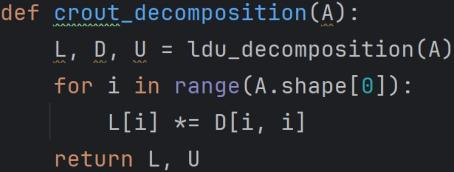 def crout_decomposition(A):
    L, D, U = ldu_decomposition(A)
    for i in range(A.shape[0]):
        L[i] *= D[i, i]
    return L, U